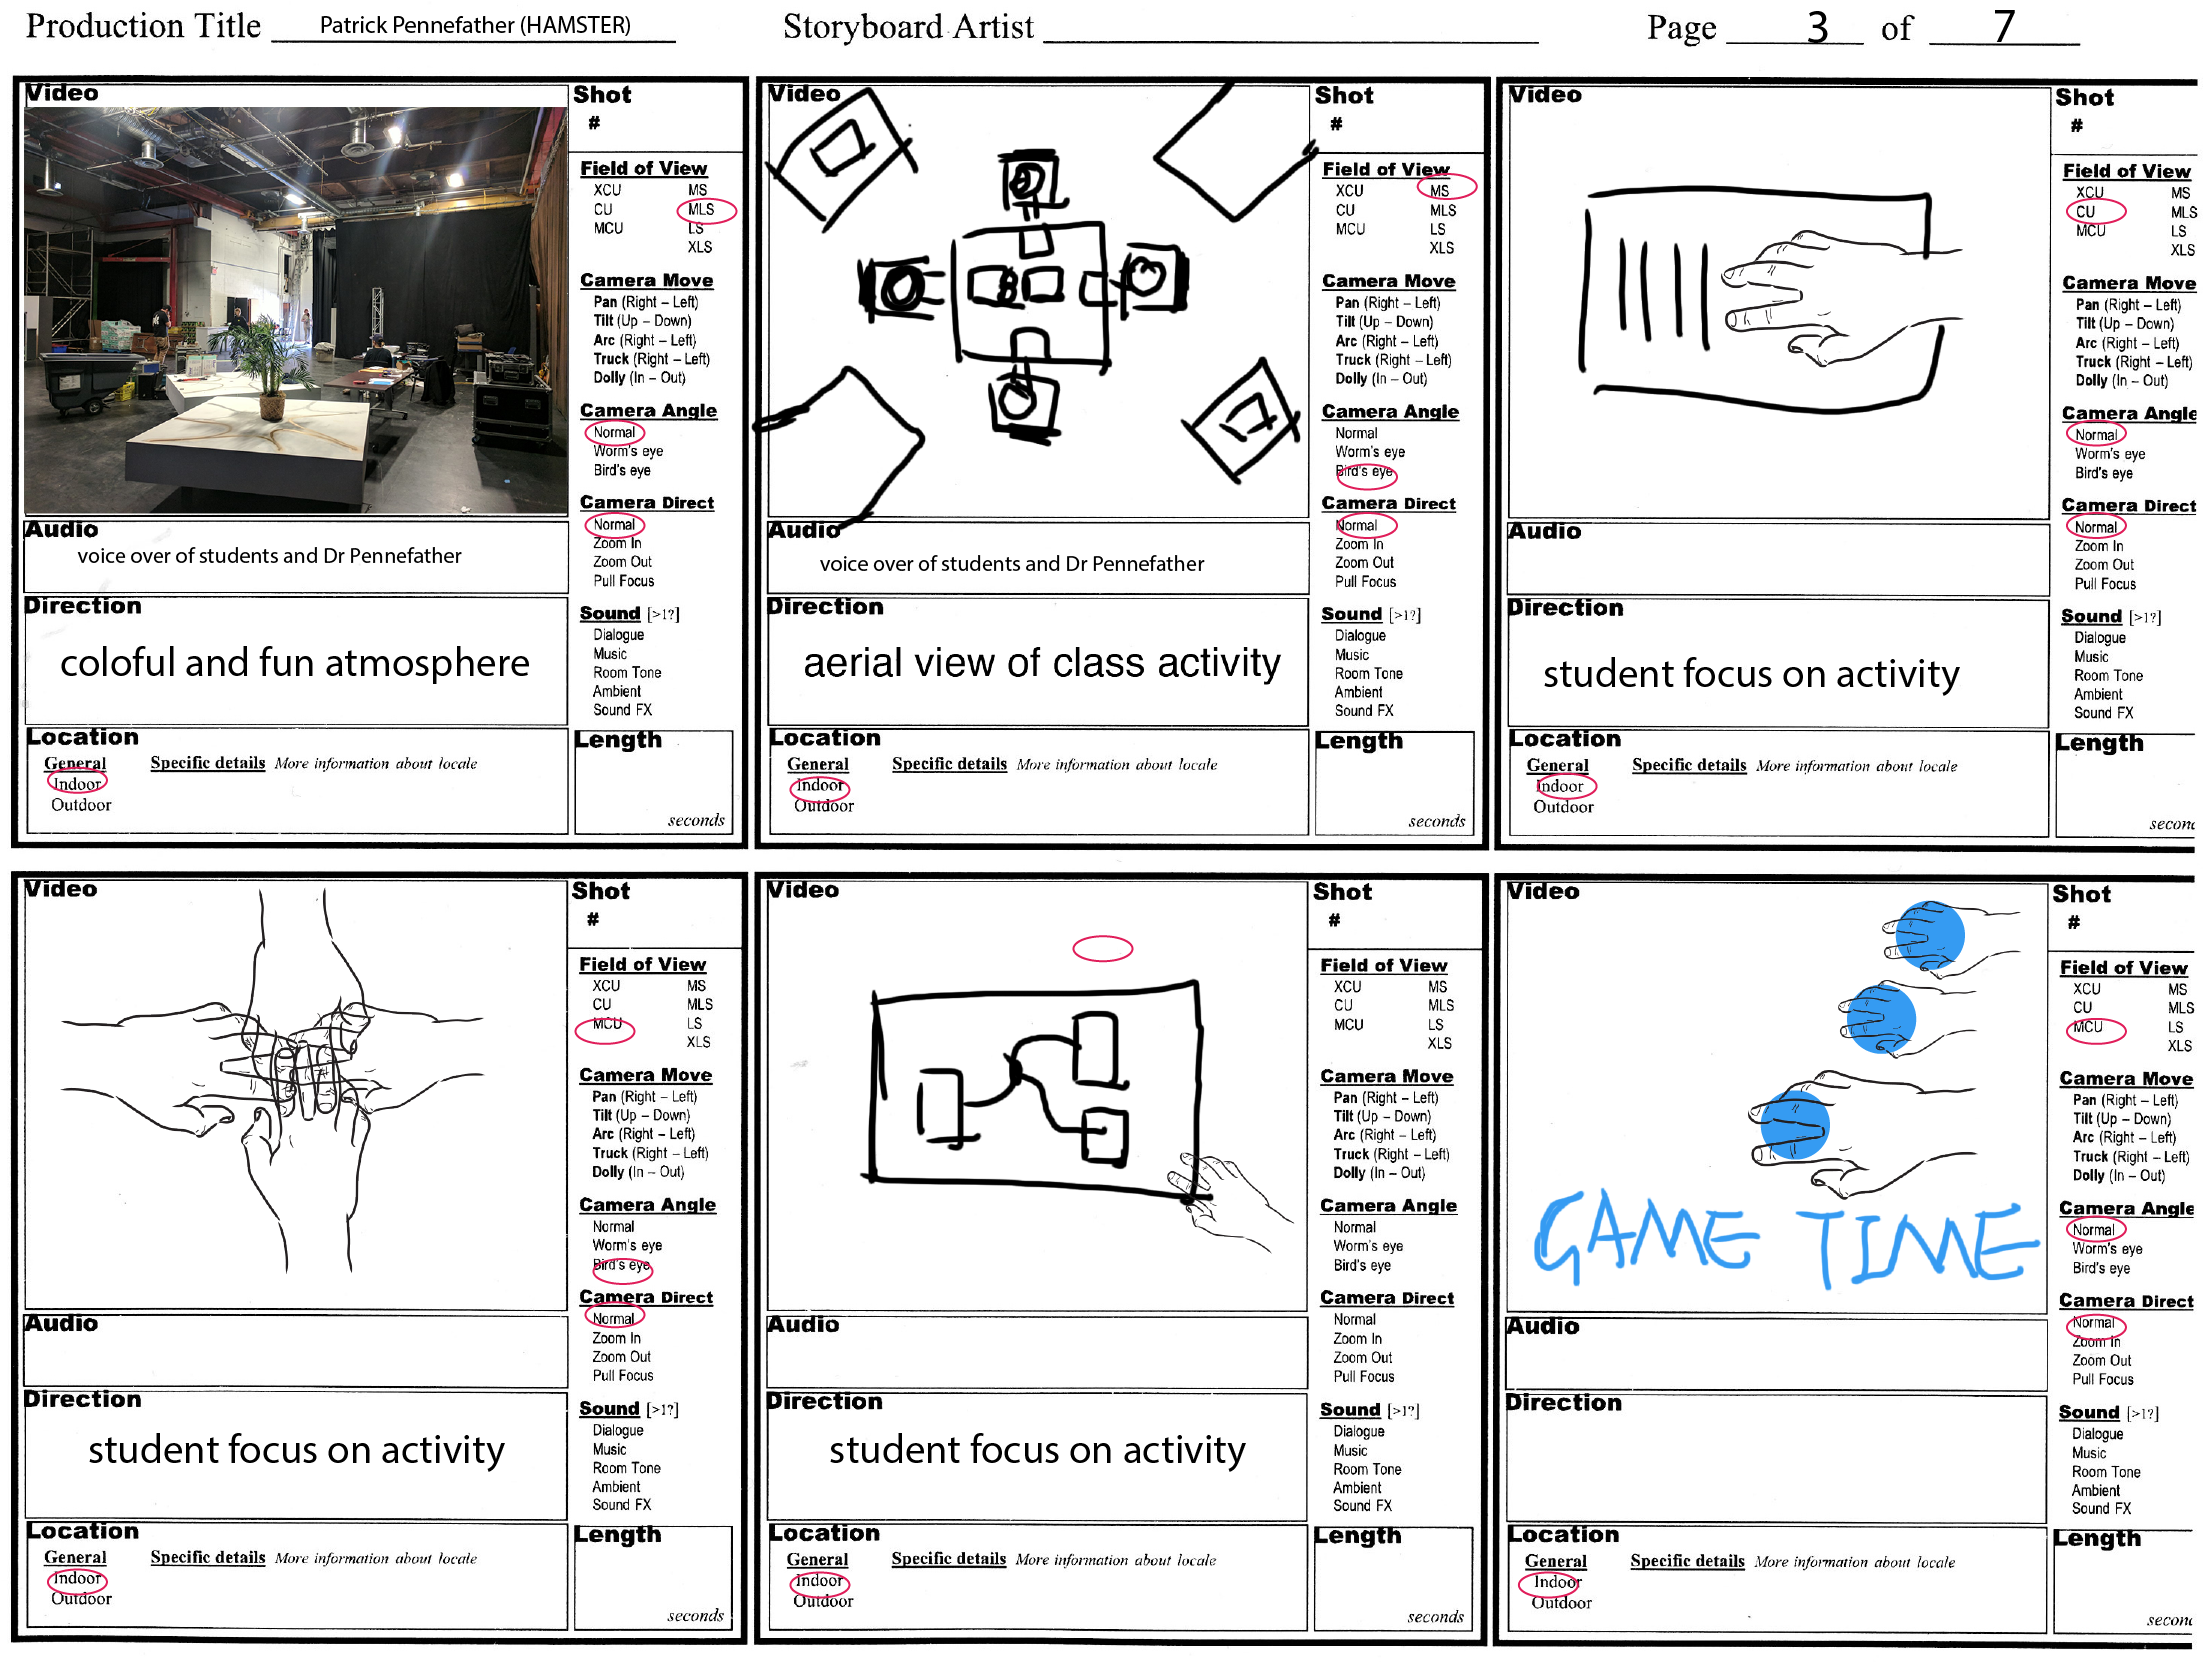 Production Title Patrick Pennefather (HAMSTER) Storyboard Artist Page 3 of 7
Video
Shot
#
Field of View
XCU MS
CU MLS
MCU LS
XLS
Camera Move
Pan (Right – Left)
Tilt (Up – Down)
Arc (Right – Left)
Truck (Right – Left)
Dolly (In – Out)
Camera Angle
Normal
Worm's eye
Bird's eye
Camera Direct
Normal
Zoom In
Zoom Out
Pull Focus
Sound [>1?]
Dialogue
Music
Room Tone
Ambient
Sound FX
Audio
voice over of students and Dr Pennefather
Direction
coloful and fun atmosphere
Location
General Specific details More information about locale
Indoor
Outdoor
Length
seconds
Video
Shot
#
Field of View
XCU MS
CU MLS
MCU LS
XLS
Camera Move
Pan (Right – Left)
Tilt (Up – Down)
Arc (Right – Left)
Truck (Right – Left)
Dolly (In – Out)
Camera Angle
Normal
Worm's eye
Bird's eye
Camera Direct
Normal
Zoom In
Zoom Out
Pull Focus
Sound [>1?]
Dialogue
Music
Room Tone
Ambient
Sound FX
Audio
voice over of students and Dr Pennefather
Direction
aerial view of class activity
Location
General Specific details More information about locale
Indoor
Outdoor
Length
seconds
Video
Shot
#
Field of View
XCU MS
CU MLS
MCU LS
XLS
Camera Move
Pan (Right – Left)
Tilt (Up – Down)
Arc (Right – Left)
Truck (Right – Left)
Dolly (In – Out)
Camera Angle
Normal
Worm's eye
Bird's eye
Camera Direct
Normal
Zoom In
Zoom Out
Pull Focus
Sound [>1?]
Dialogue
Music
Room Tone
Ambient
Sound FX
Audio
Direction
student focus on activity
Location
General Specific details More information about locale
Indoor
Outdoor
Length
secon
Video
Shot
#
Field of View
XCU MS
CU MLS
MCU LS
XLS
Camera Move
Pan (Right – Left)
Tilt (Up – Down)
Arc (Right – Left)
Truck (Right – Left)
Dolly (In – Out)
Camera Angle
Normal
Worm's eye
Bird's eye
Camera Direct
Normal
Zoom In
Zoom Out
Pull Focus
Sound [>1?]
Dialogue
Music
Room Tone
Ambient
Sound FX
Audio
Direction
student focus on activity
Location
General Specific details More information about locale
Indoor
Outdoor
Length
seconds
Video
Shot
#
Field of View
XCU MS
CU MLS
MCU LS
XLS
Camera Move
Pan (Right – Left)
Tilt (Up – Down)
Arc (Right – Left)
Truck (Right – Left)
Dolly (In – Out)
Camera Angle
Normal
Worm's eye
Bird's eye
Camera Direct
Normal
Zoom In
Zoom Out
Pull Focus
Sound [>1?]
Dialogue
Music
Room Tone
Ambient
Sound FX
Audio
Direction
student focus on activity
Location
General Specific details More information about locale
Indoor
Outdoor
Length
seconds
Video
GAME TIME
Shot
#
Field of View
XCU MS
CU MLS
MCU LS
XLS
Camera Move
Pan (Right – Left)
Tilt (Up – Down)
Arc (Right – Left)
Truck (Right – Left)
Dolly (In – Out)
Camera Angle
Normal
Worm's eye
Bird's eye
Camera Direct
Normal
Zoom In
Zoom Out
Pull Focus
Sound [>1?]
Dialogue
Music
Room Tone
Ambient
Sound FX
Audio
Direction
Location
General Specific details More information about locale
Indoor
Outdoor
Length
secon